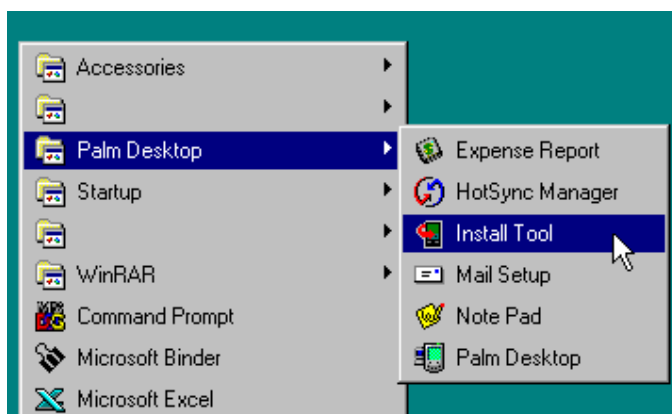 Accessories
Palm Desktop
Startup
WinRAR
Command Prompt
Microsoft Binder
Microsoft Excel
Expense Report
HotSync Manager
Install Tool
Mail Setup
Note Pad
Palm Desktop